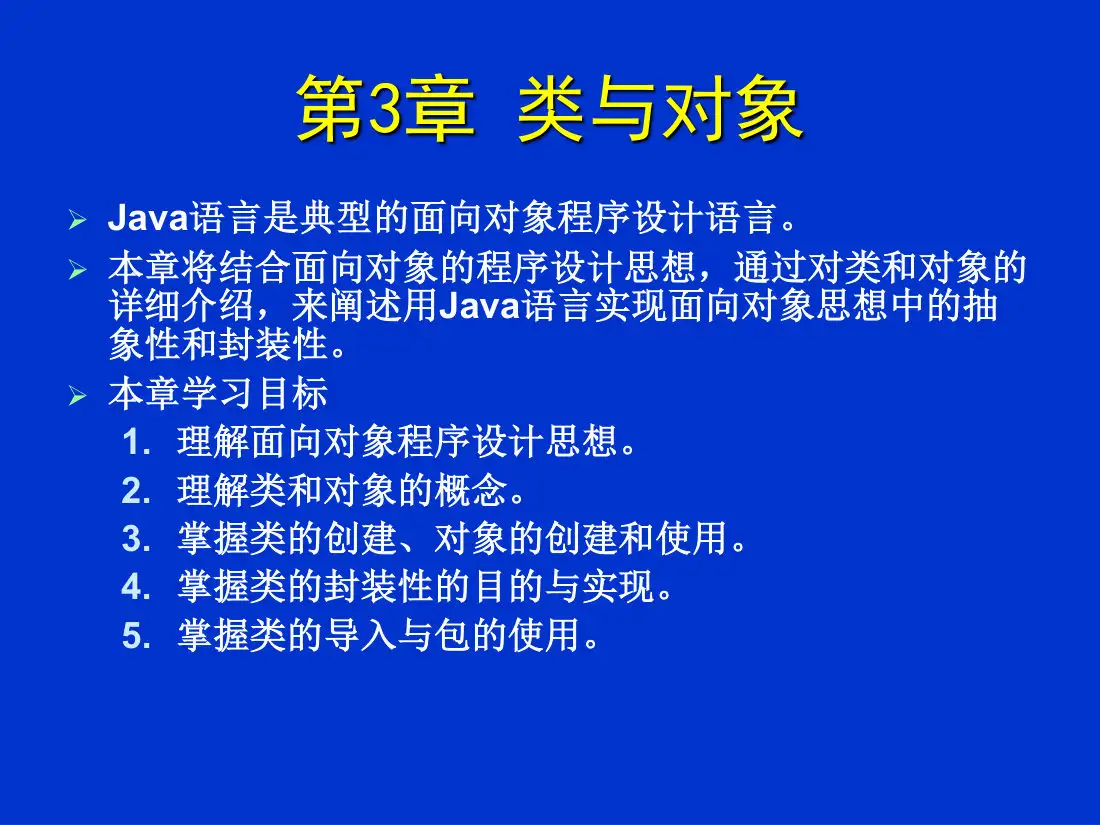 第3章 类与对象
Java语言是典型的面向对象程序设计语言。
本章将结合面向对象的程序设计思想，通过对类和对象的
详细介绍，来阐述用Java语言实现面向对象思想中的抽
象性和封装性。
本章学习目标
1. 理解面向对象程序设计思想。
2. 理解类和对象的概念。
3. 掌握类的创建、对象的创建和使用。
4. 掌握类的封装性的目的与实现。
5. 掌握类的导入与包的使用。